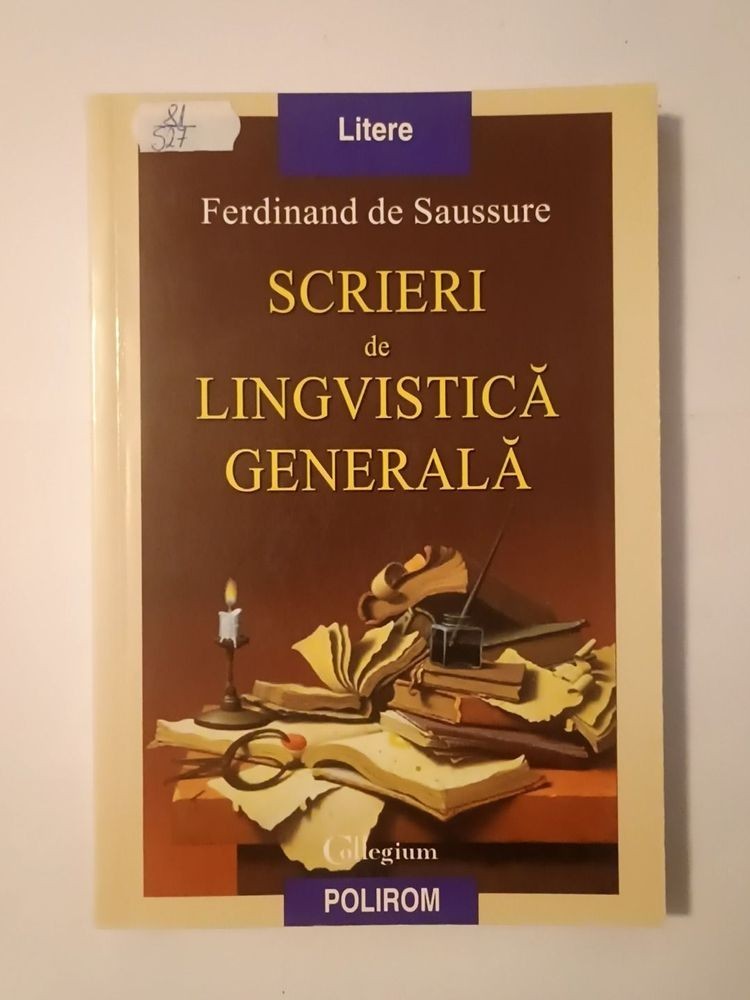 81
527
Litere
Ferdinand de Saussure
SCRIERI
de
LINGVISTICĂ
GENERALĂ
Collegium
POLIROM